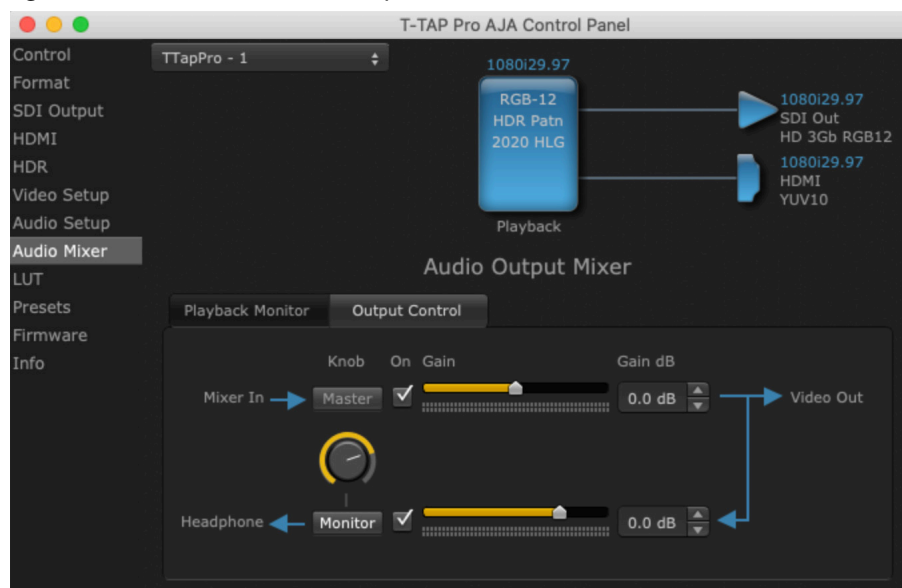 T-TAP Pro AJA Control Panel
Control
Format
SDI Output
HDMI
HDR
Video Setup
Audio Setup
Audio Mixer
LUT
Presets
Firmware
Info
TTapPro - 1
1080i29.97
RGB-12
HDR Patn
2020 HLG
Playback
1080i29.97
SDI Out
HD 3Gb RGB12
1080i29.97
HDMI
YUV10
Audio Output Mixer
Playback Monitor Output Control
Knob On Gain Gain dB
Mixer In Master 0.0 dB Video Out
Headphone Monitor 0.0 dB